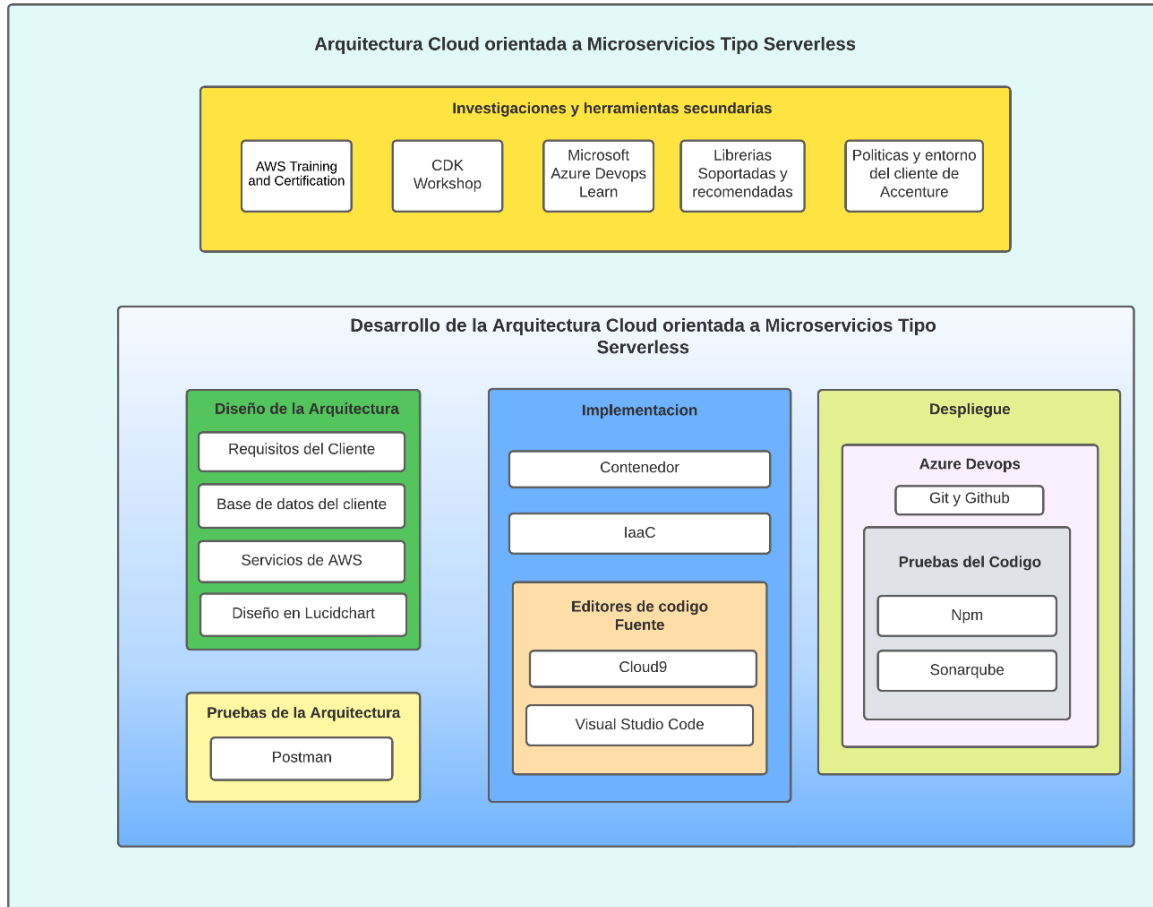 Arquitectura Cloud orientada a Microservicios Tipo Serverless
Investigaciones y herramientas secundarias
AWS Training
and Certification
CDK
Workshop
Microsoft
Azure Devops
Learn
Librerias
Soportadas y
recomendadas
Politicas y entorno
del cliente de
Accenture
Desarrollo de la Arquitectura Cloud orientada a Microservicios Tipo
Serverless
Diseño de la Arquitectura
Requisitos del Cliente
Base de datos del cliente
Servicios de AWS
Diseño en Lucidchart
Pruebas de la Arquitectura
Postman
Implementacion
Contenedor
IaaC
Editores de codigo
Fuente
Cloud9
Visual Studio Code
Despliegue
Azure Devops
Git y Github
Pruebas del Codigo
Npm
Sonarqube